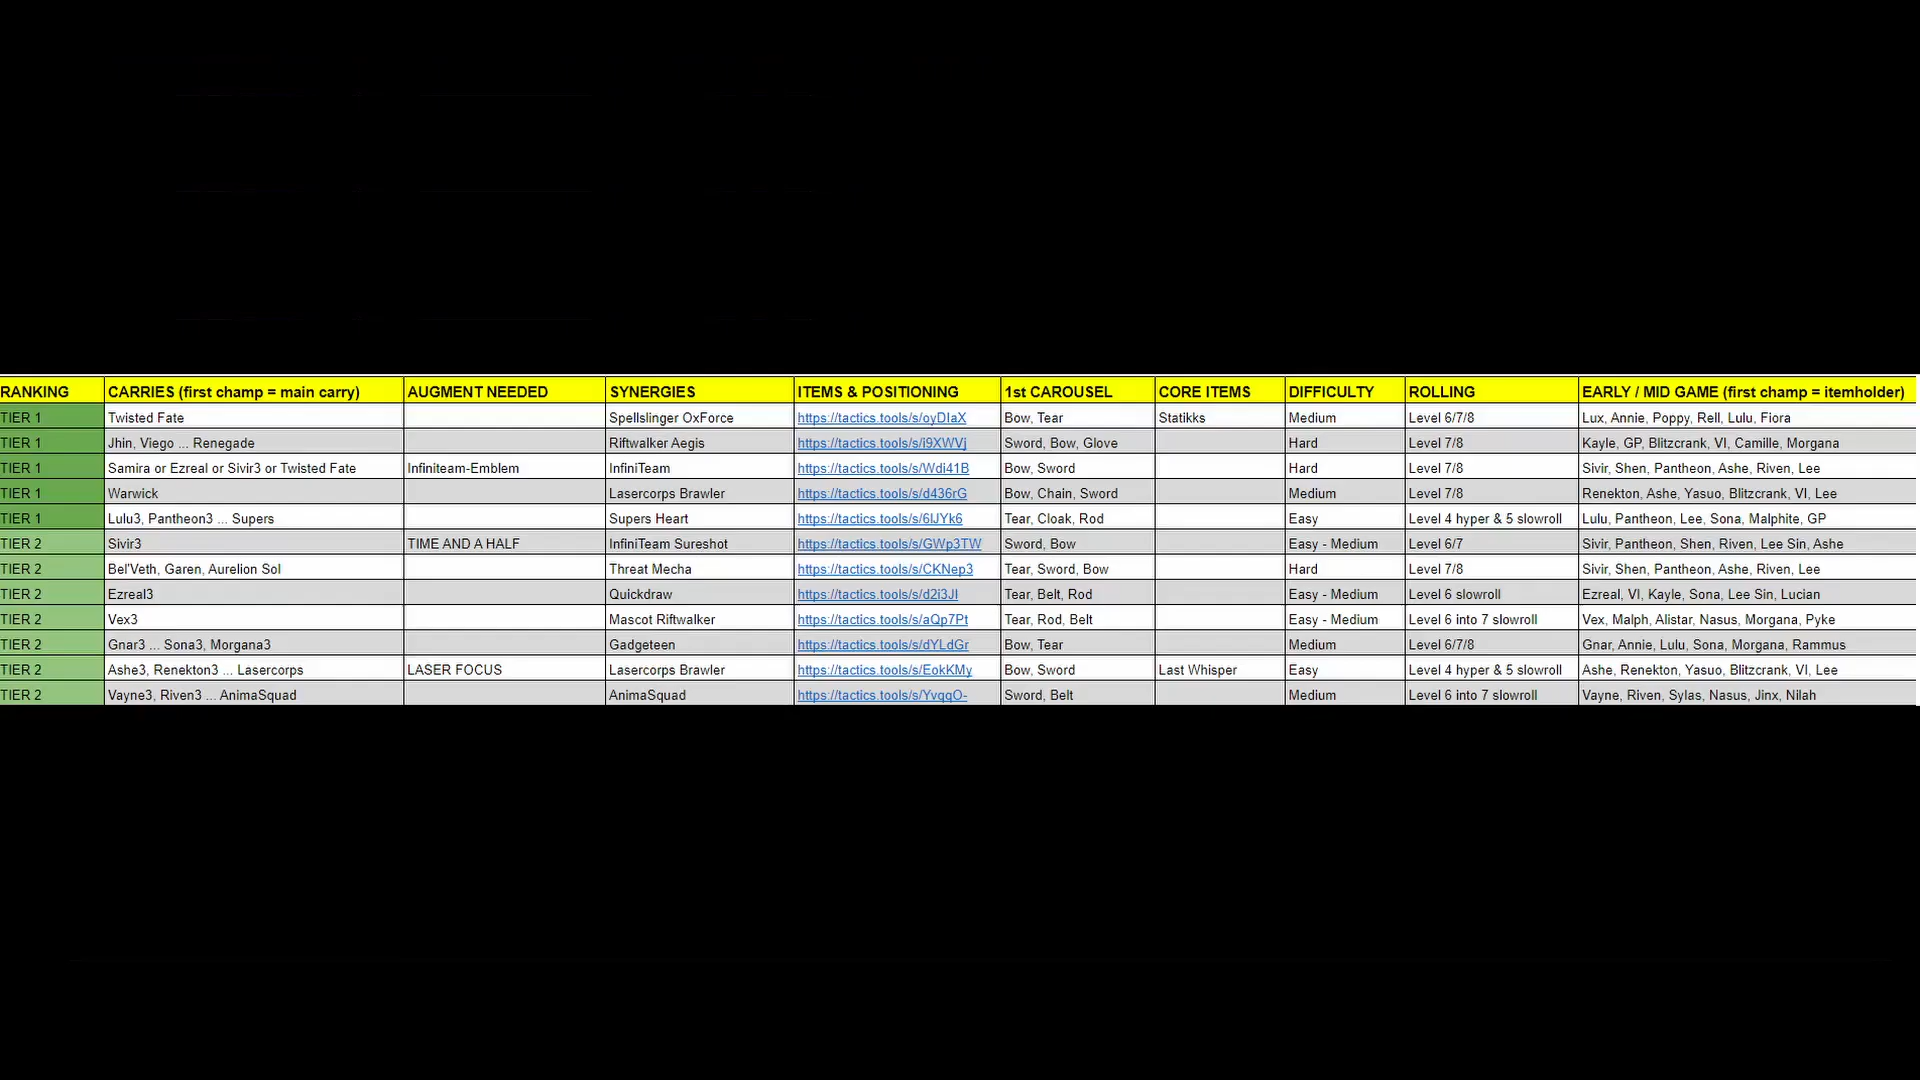 RANKING CARRIES (first champ = main carry) AUGMENT NEEDED SYNERGIES ITEMS & POSITIONING 1st CAROUSEL CORE ITEMS DIFFICULTY ROLLING EARLY / MID GAME (first champ = itemholder)
TIER 1 Twisted Fate Spellslinger OxForce https://tactics.tools/s/oyDIaX Bow, Tear Statikks Medium Level 6/7/8 Lux, Annie, Poppy, Rell, Lulu, Fiora
TIER 1 Jhin, Viego ... Renegade Riftwalker Aegis https://tactics.tools/s/i9XWVj Sword, Bow, Glove Hard Level 7/8 Kayle, GP, Blitzcrank, VI, Camille, Morgana
TIER 1 Samira or Ezreal or Sivir3 or Twisted Fate Infiniteam-Emblem InfiniTeam https://tactics.tools/s/Wdi41B Bow, Sword Hard Level 7/8 Sivir, Shen, Pantheon, Ashe, Riven, Lee
TIER 1 Warwick Lasercorps Brawler https://tactics.tools/s/d436rG Bow, Chain, Sword Medium Level 7/8 Renekton, Ashe, Yasuo, Blitzcrank, VI, Lee
TIER 1 Lulu3, Pantheon3 ... Supers Supers Heart https://tactics.tools/s/6IJYk6 Tear, Cloak, Rod Easy Level 4 hyper & 5 slowroll Lulu, Pantheon, Lee, Sona, Malphite, GP
TIER 2 Sivir3 TIME AND A HALF InfiniTeam Sureshot https://tactics.tools/s/GWp3TW Sword, Bow Easy - Medium Level 6/7 Sivir, Pantheon, Shen, Riven, Lee Sin, Ashe
TIER 2 Bel'Veth, Garen, Aurelion Sol Threat Mecha https://tactics.tools/s/CKNep3 Tear, Sword, Bow Hard Level 7/8 Sivir, Shen, Pantheon, Ashe, Riven, Lee
TIER 2 Ezreal3 Quickdraw https://tactics.tools/s/d2i3JI Tear, Belt, Rod Easy - Medium Level 6 slowroll Ezreal, VI, Kayle, Sona, Lee Sin, Lucian
TIER 2 Vex3 Mascot Riftwalker https://tactics.tools/s/aQp7Pt Tear, Rod, Belt Easy - Medium Level 6 into 7 slowroll Vex, Malph, Alistar, Nasus, Morgana, Pyke
TIER 2 Gnar3 ... Sona3, Morgana3 Gadgeteen https://tactics.tools/s/dYLdGr Bow, Tear Medium Level 6/7/8 Gnar, Annie, Lulu, Sona, Morgana, Rammus
TIER 2 Ashe3, Renekton3 ... Lasercorps LASER FOCUS Lasercorps Brawler https://tactics.tools/s/EokKMy Bow, Sword Last Whisper Easy Level 4 hyper & 5 slowroll Ashe, Renekton, Yasuo, Blitzcrank, VI, Lee
TIER 2 Vayne3, Riven3 ... AnimaSquad AnimaSquad https://tactics.tools/s/YvqqO- Sword, Belt Medium Level 6 into 7 slowroll Vayne, Riven, Sylas, Nasus, Jinx, Nilah